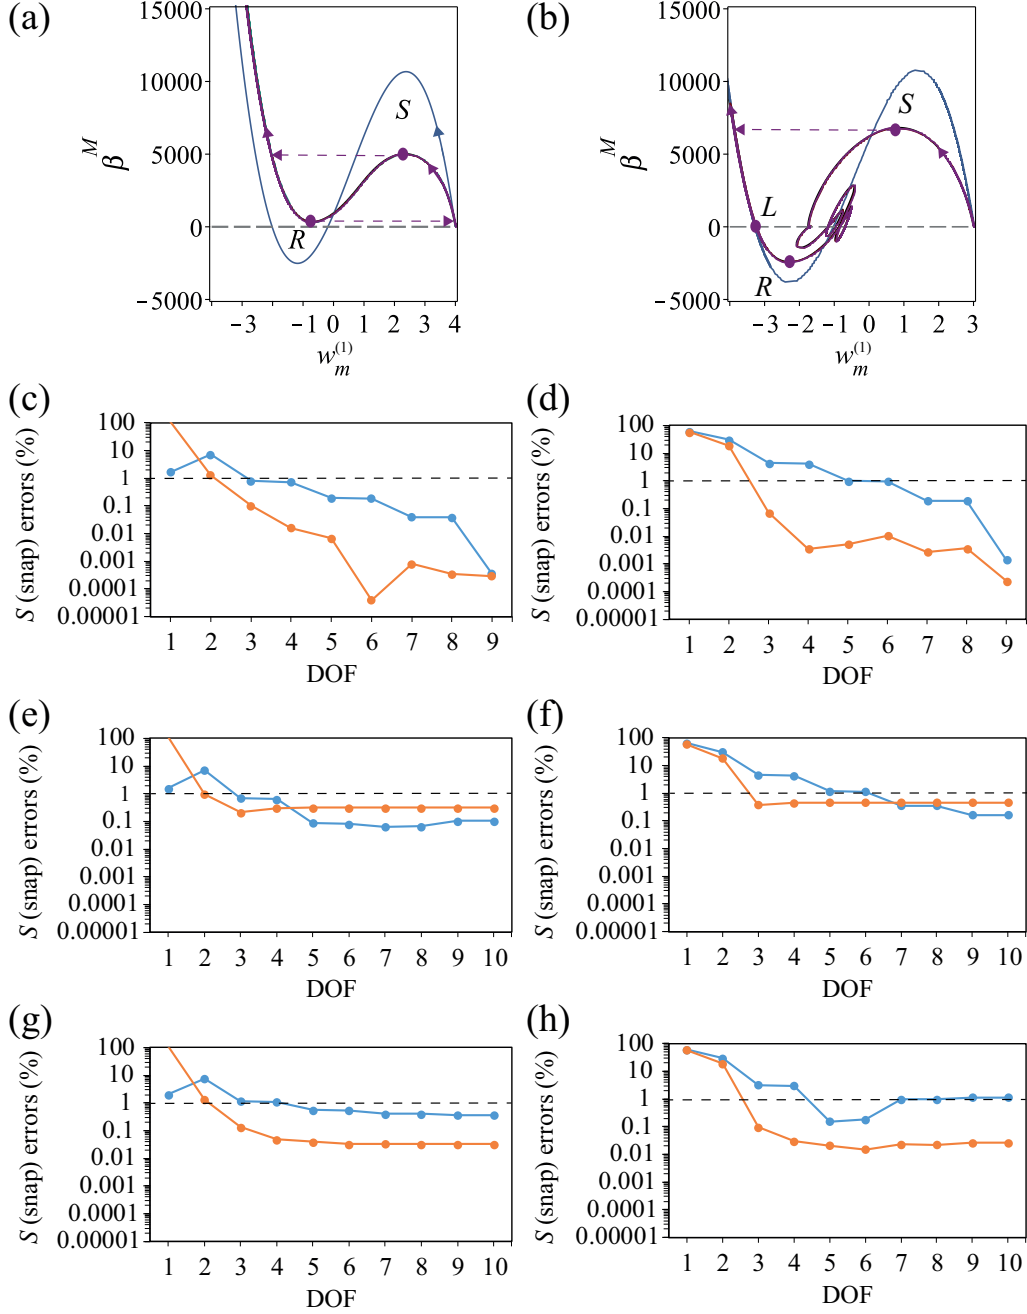 (a)
15000
10000
5000
0
−5000
β^M
S
R
−3
−1
0
1
2
3
4
w_m^(1)
(b)
15000
10000
5000
0
−5000
β^M
S
L
R
−3
−2
−1
0
1
2
3
w_m^(1)
(c)
S (snap) errors (%)
100
10
1
0.1
0.01
0.001
0.0001
0.00001
1 2 3 4 5 6 7 8 9
DOF
(d)
S (snap) errors (%)
100
10
1
0.1
0.01
0.001
0.0001
0.00001
1 2 3 4 5 6 7 8 9
DOF
(e)
S (snap) errors (%)
100
10
1
0.1
0.01
0.001
0.0001
0.00001
1 2 3 4 5 6 7 8 9 10
DOF
(f)
S (snap) errors (%)
100
10
1
0.1
0.01
0.001
0.0001
0.00001
1 2 3 4 5 6 7 8 9 10
DOF
(g)
S (snap) errors (%)
100
10
1
0.1
0.01
0.001
0.0001
0.00001
1 2 3 4 5 6 7 8 9 10
DOF
(h)
S (snap) errors (%)
100
10
1
0.1
0.01
0.001
0.0001
0.00001
1 2 3 4 5 6 7 8 9 10
DOF